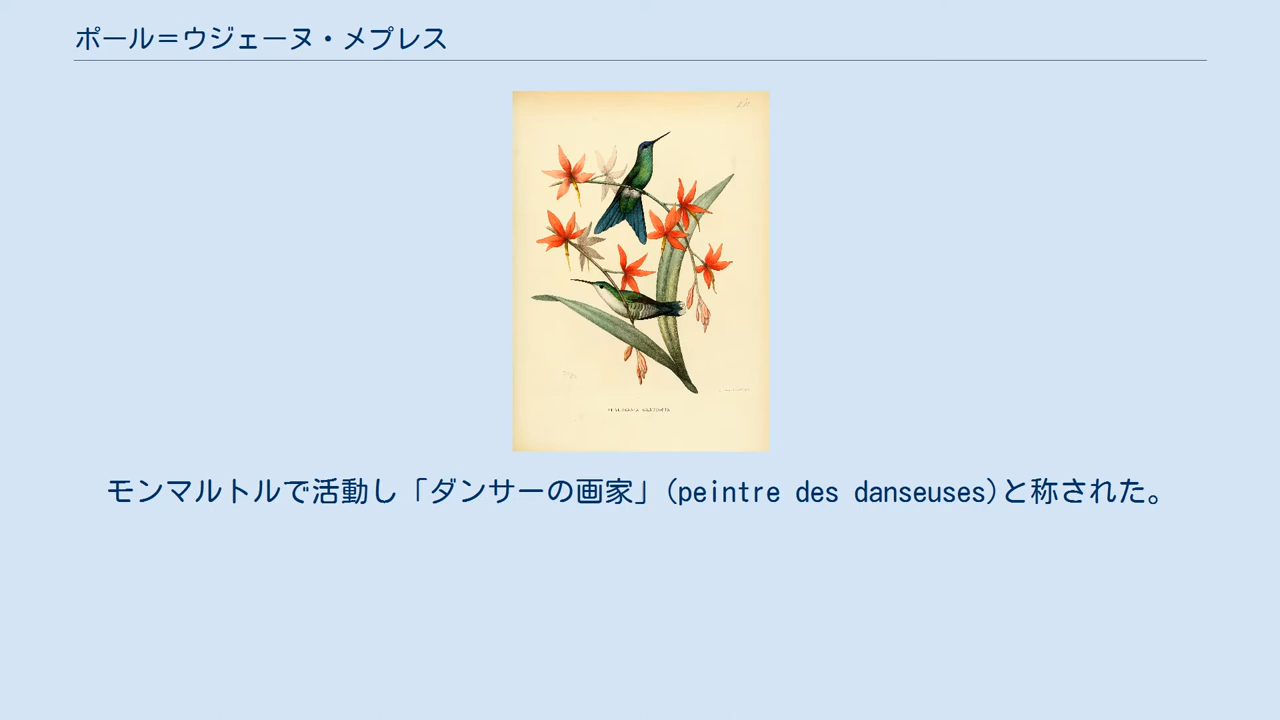 ポール＝ウジェーヌ・メプレス
モンマルトルで活動し「ダンサーの画家」(peintre des danseuses)と称された。